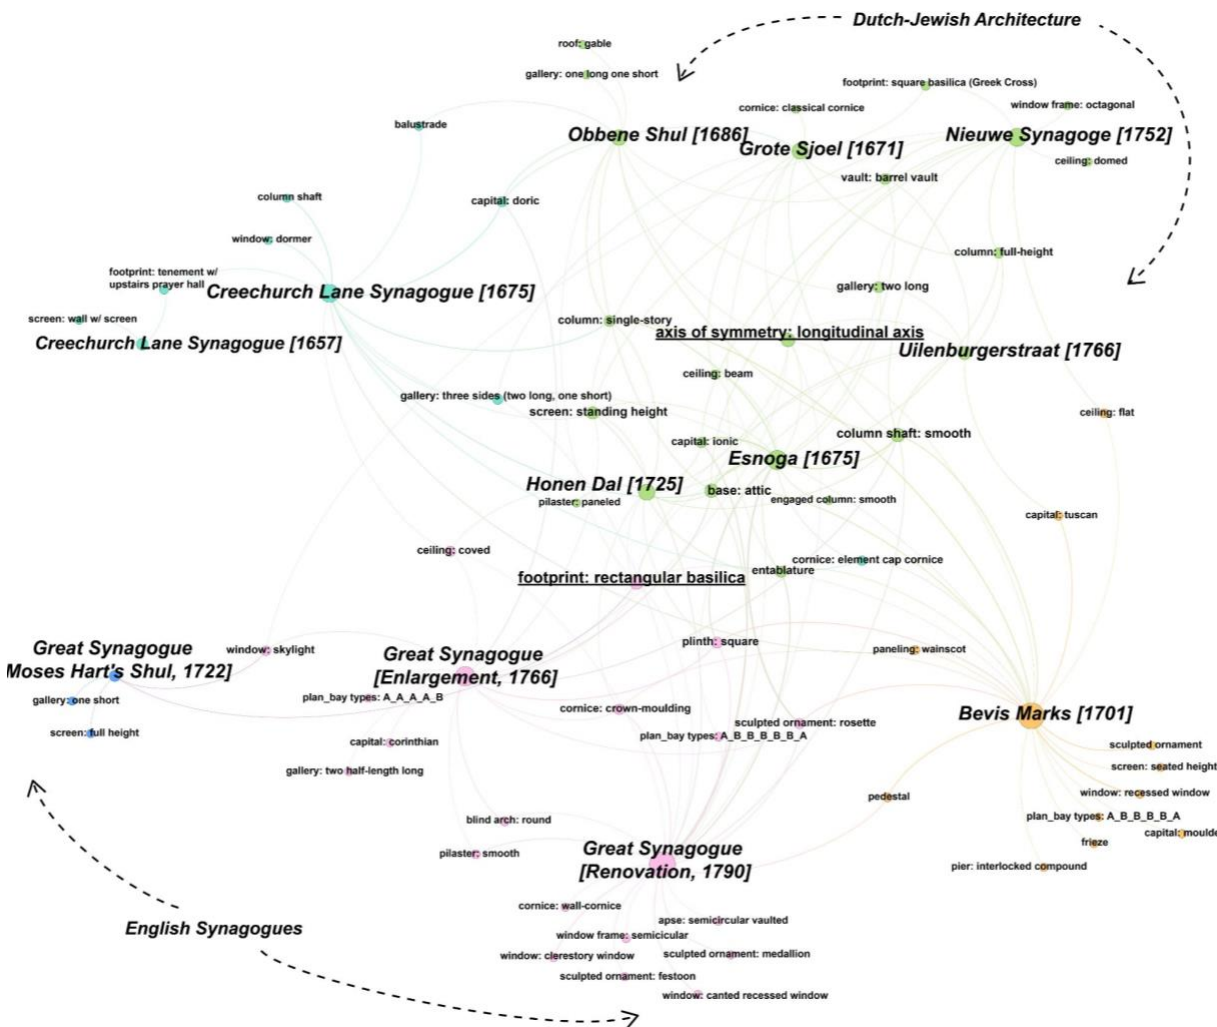 Dutch-Jewish Architecture
roof: gable
gallery: one long one short
footprint: square basilica (Greek Cross)
cornice: classical cornice
window frame: octagonal
balustrade
Obbene Shul [1686]
Grote Sjoel [1671]
Nieuwe Synagoge [1752]
ceiling: domed
vault: barrel vault
column shaft
capital: doric
window: dormer
column: full-height
footprint: tenement w/
upstairs prayer hall
Creechurch Lane Synagogue [1675]
gallery: two long
screen: wall w/ screen
column: single-story
axis of symmetry: longitudinal axis
Creechurch Lane Synagogue [1657]
Uilenburgerstraat [1766]
ceiling: beam
gallery: three sides (two long, one short)
screen: standing height
ceiling: flat
capital: ionic
column shaft: smooth
Esnoga [1675]
Honen Dal [1725]
base: attic
pilaster: paneled
engaged column: smooth
capital: tuscan
ceiling: coved
cornice: element cap cornice
entablature
footprint: rectangular basilica
plinth: square
paneling: wainscot
Great Synagogue
Moses Hart's Shul, 1722]
window: skylight
Great Synagogue
[Enlargement, 1766]
gallery: one short
plan_bay types: A_A_A_A_B
cornice: crown-moulding
sculpted ornament: rosette
Bevis Marks [1701]
screen: full height
capital: corinthian
plan_bay types: A_B_B_B_B_B_A
sculpted ornament
gallery: two half-length long
screen: seated height
pedestal
window: recessed window
plan_bay types: A_B_B_B_B_A
blind arch: round
capital: moulde
frieze
pilaster: smooth
Great Synagogue
[Renovation, 1790]
pier: interlocked compound
cornice: wall-cornice
apse: semicircular vaulted
English Synagogues
window frame: semicicular
window: clerestory window
sculpted ornament: medallion
sculpted ornament: festoon
window: canted recessed window